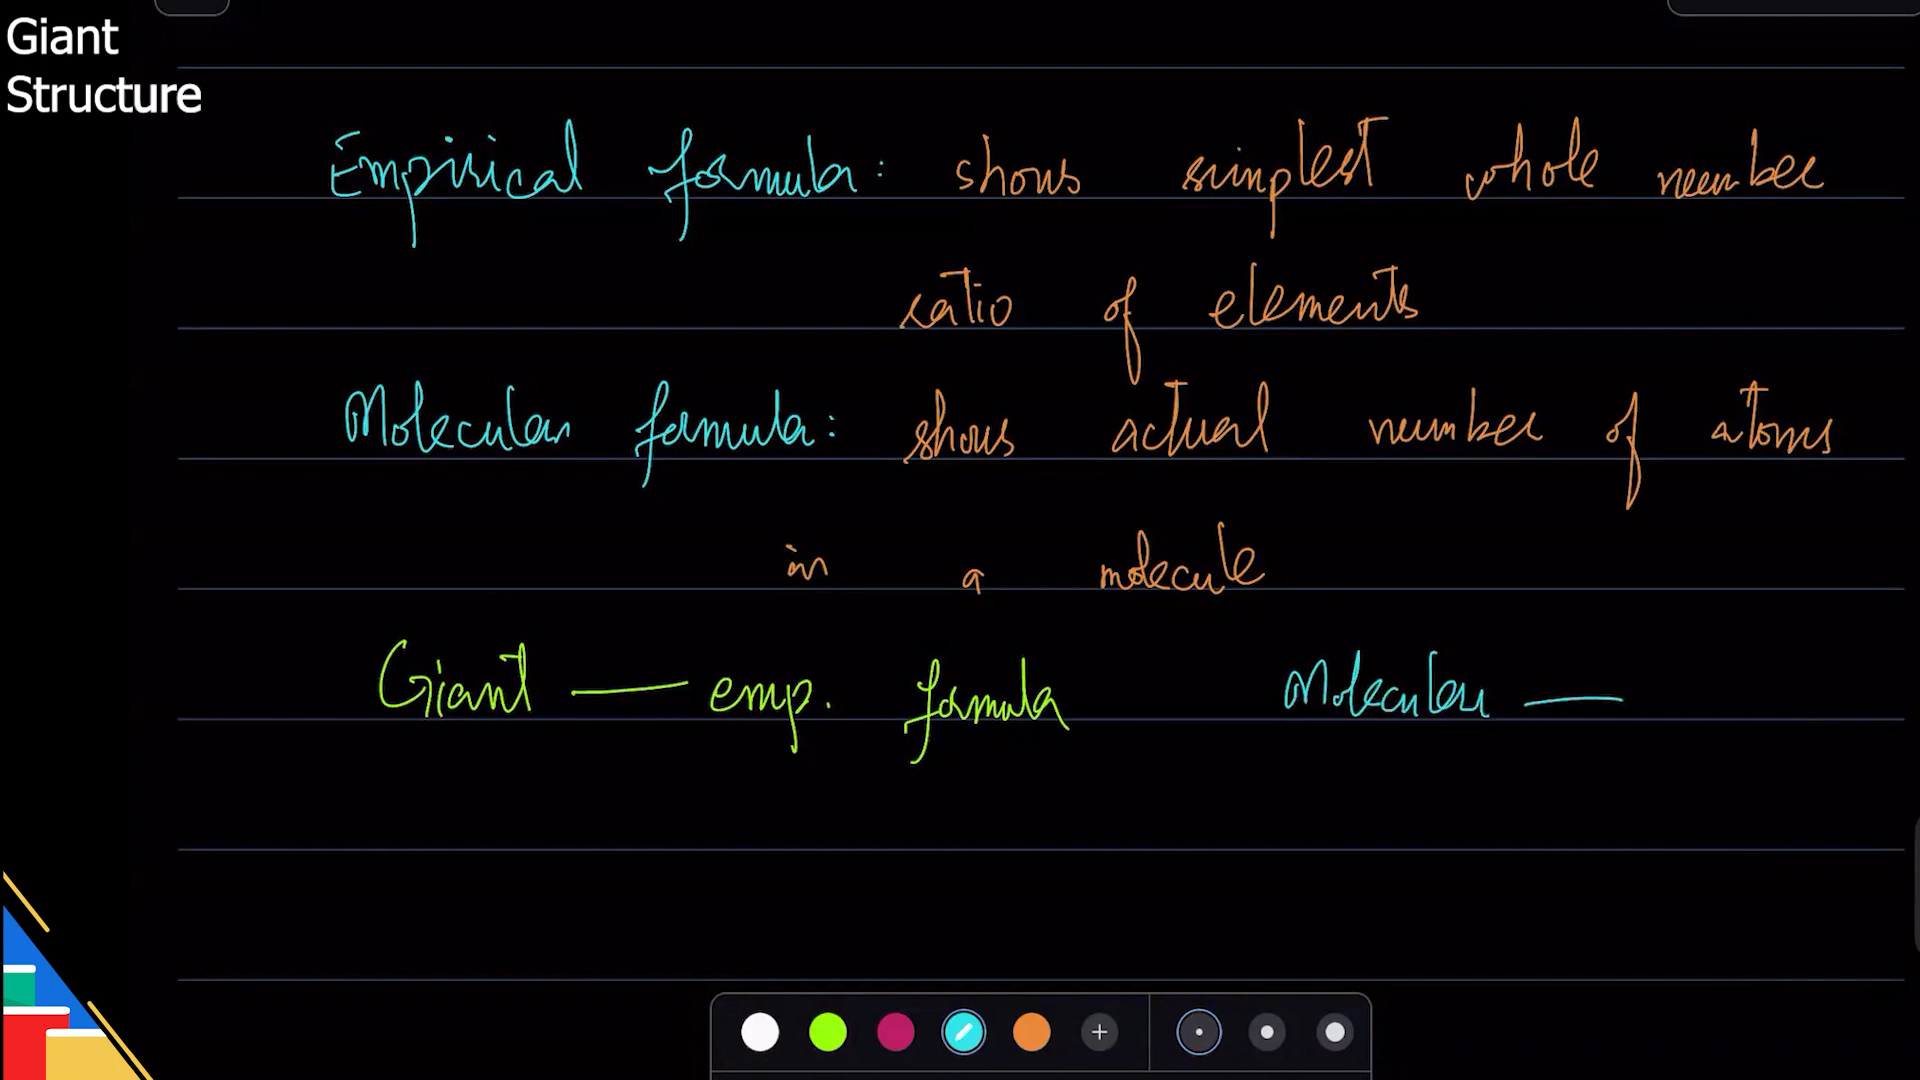 Giant
Structure
Empirical formula: shows simplest whole number
ratio of elements
Molecular formula: shows actual number of atoms
in a molecule
Giant — emp. formula Molecular —